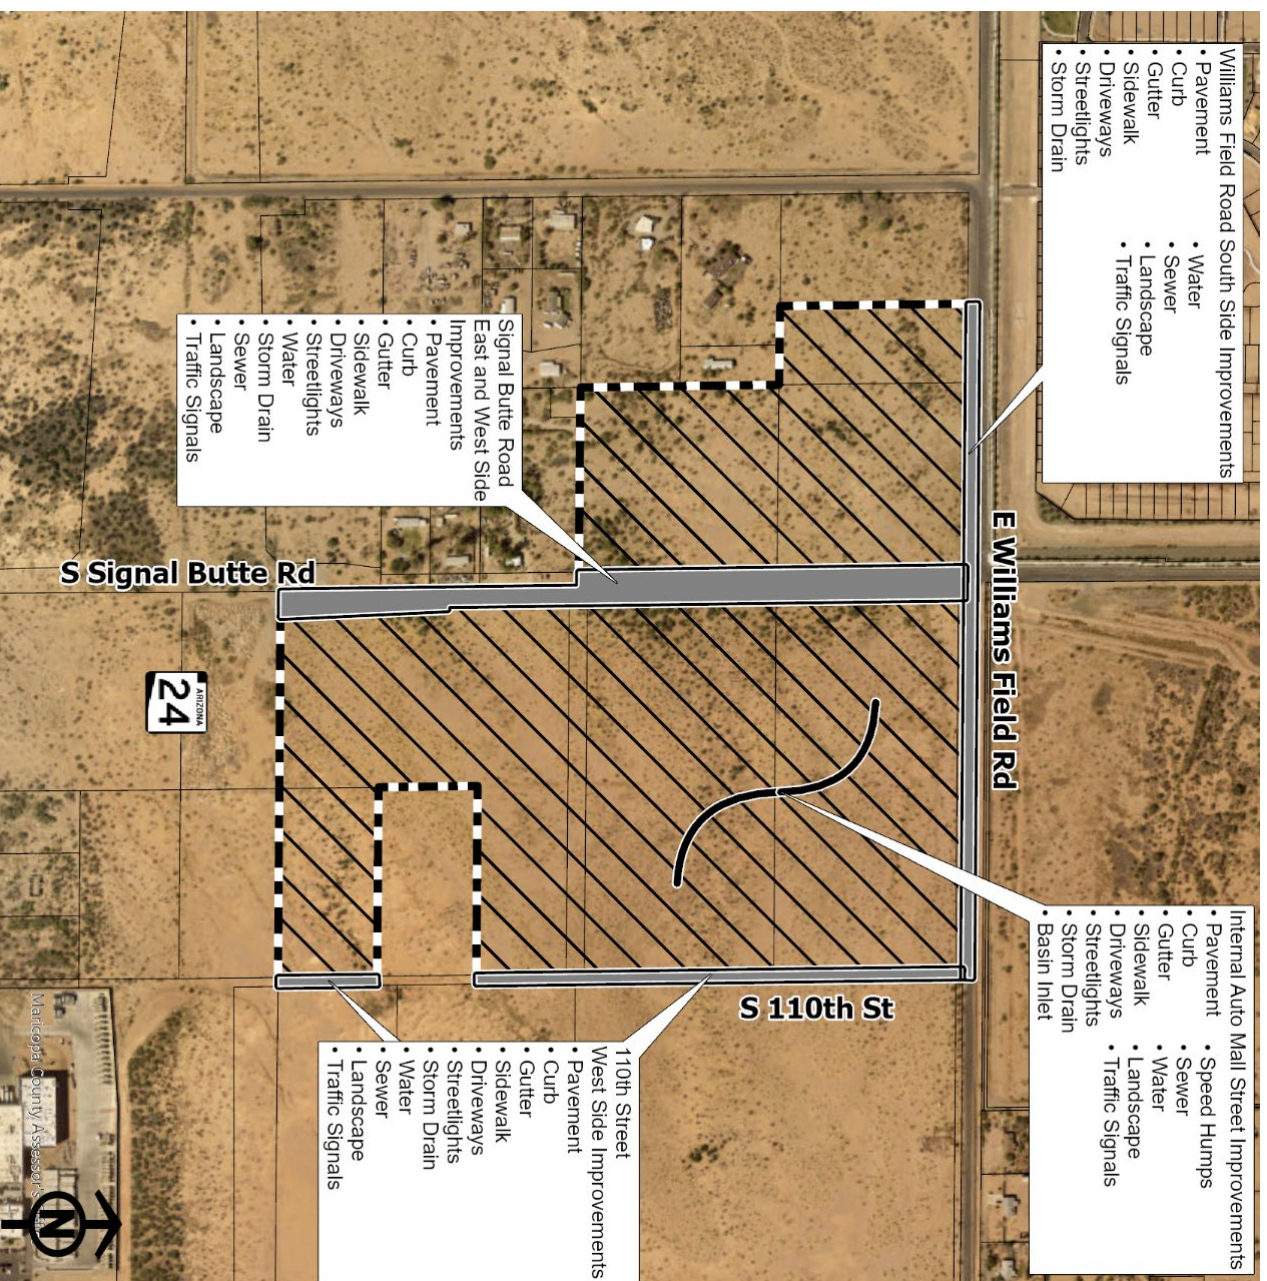 Williams Field Road South Side Improvements
• Pavement
• Curb
• Gutter
• Sidewalk
• Driveways
• Streetlights
• Storm Drain
• Water
• Sewer
• Landscape
• Traffic Signals
E Williams Field Rd
Internal Auto Mall Street Improvements
• Pavement
• Curb
• Gutter
• Sidewalk
• Driveways
• Streetlights
• Storm Drain
• Basin Inlet
• Speed Humps
• Sewer
• Water
• Landscape
• Traffic Signals
Signal Butte Road
East and West Side
Improvements
• Pavement
• Curb
• Gutter
• Sidewalk
• Driveways
• Streetlights
• Water
• Storm Drain
• Sewer
• Landscape
• Traffic Signals
S Signal Butte Rd
S 110th St
110th Street
West Side Improvements
• Pavement
• Curb
• Gutter
• Sidewalk
• Driveways
• Streetlights
• Storm Drain
• Water
• Sewer
• Landscape
• Traffic Signals
ARIZONA
24
Maricopa County Assessor's
N